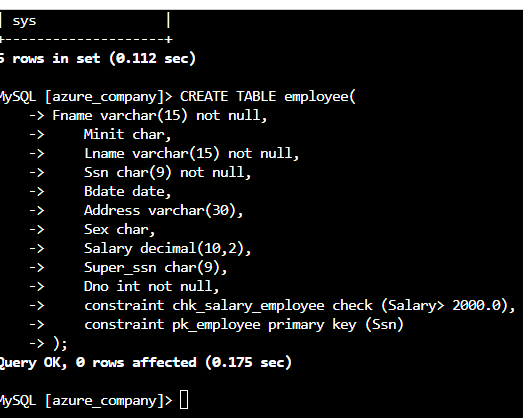 | sys |
+--------------------+
5 rows in set (0.112 sec)
MySQL [azure_company]> CREATE TABLE employee(
-> Fname varchar(15) not null,
-> Minit char,
-> Lname varchar(15) not null,
-> Ssn char(9) not null,
-> Bdate date,
-> Address varchar(30),
-> Sex char,
-> Salary decimal(10,2),
-> Super_ssn char(9),
-> Dno int not null,
-> constraint chk_salary_employee check (Salary> 2000.0),
-> constraint pk_employee primary key (Ssn)
-> );
Query OK, 0 rows affected (0.175 sec)
MySQL [azure_company]>